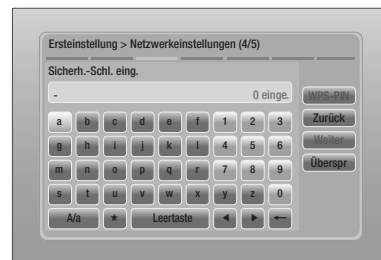 Ersteinstellung > Netzwerkeinstellungen (4/5)
Sicherh.-Schl. eing.
- 0 einge. WPS-PIN
a b c d e f 1 2 3 Zurück
g h i j k l 4 5 6 Weiter
m n o p q r 7 8 9 Überspr
s t u v w x y z 0
A/a ★ Leertaste ◄ ► ←